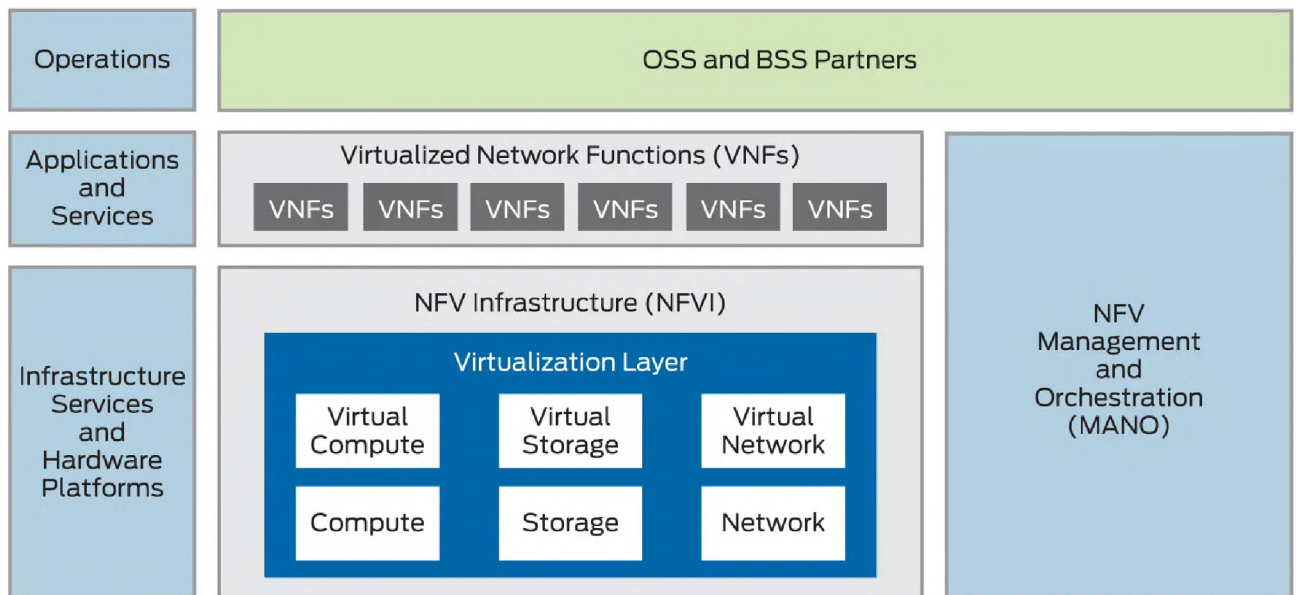 Operations
OSS and BSS Partners
Applications
and
Services
Virtualized Network Functions (VNFs)
VNFs VNFs VNFs VNFs VNFs VNFs
Infrastructure
Services
and
Hardware
Platforms
NFV Infrastructure (NFVI)
Virtualization Layer
Virtual
Compute
Virtual
Storage
Virtual
Network
Compute
Storage
Network
NFV
Management
and
Orchestration
(MANO)